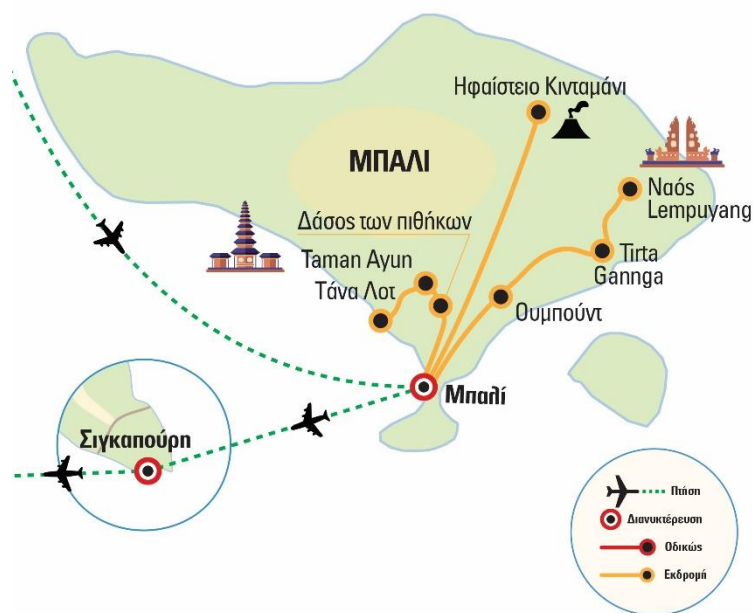 Ηφαίστειο Κινταμάνι
ΜΠΑΛΙ
Ναός
Lempuyang
Δάσος των πιθήκων
Taman Ayun
Τάνα Λοτ
Tirta
Gannga
Ουμπούντ
Μπαλί
Σιγκαπούρη
Πτήση
Διανυκτέρευση
Οδικώς
Εκδρομή